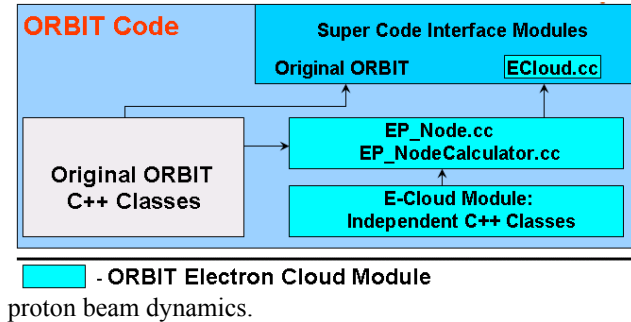 ORBIT Code
Super Code Interface Modules
Original ORBIT
ECloud.cc
EP_Node.cc
EP_NodeCalculator.cc
Original ORBIT
C++ Classes
E-Cloud Module:
Independent C++ Classes
- ORBIT Electron Cloud Module
proton beam dynamics.